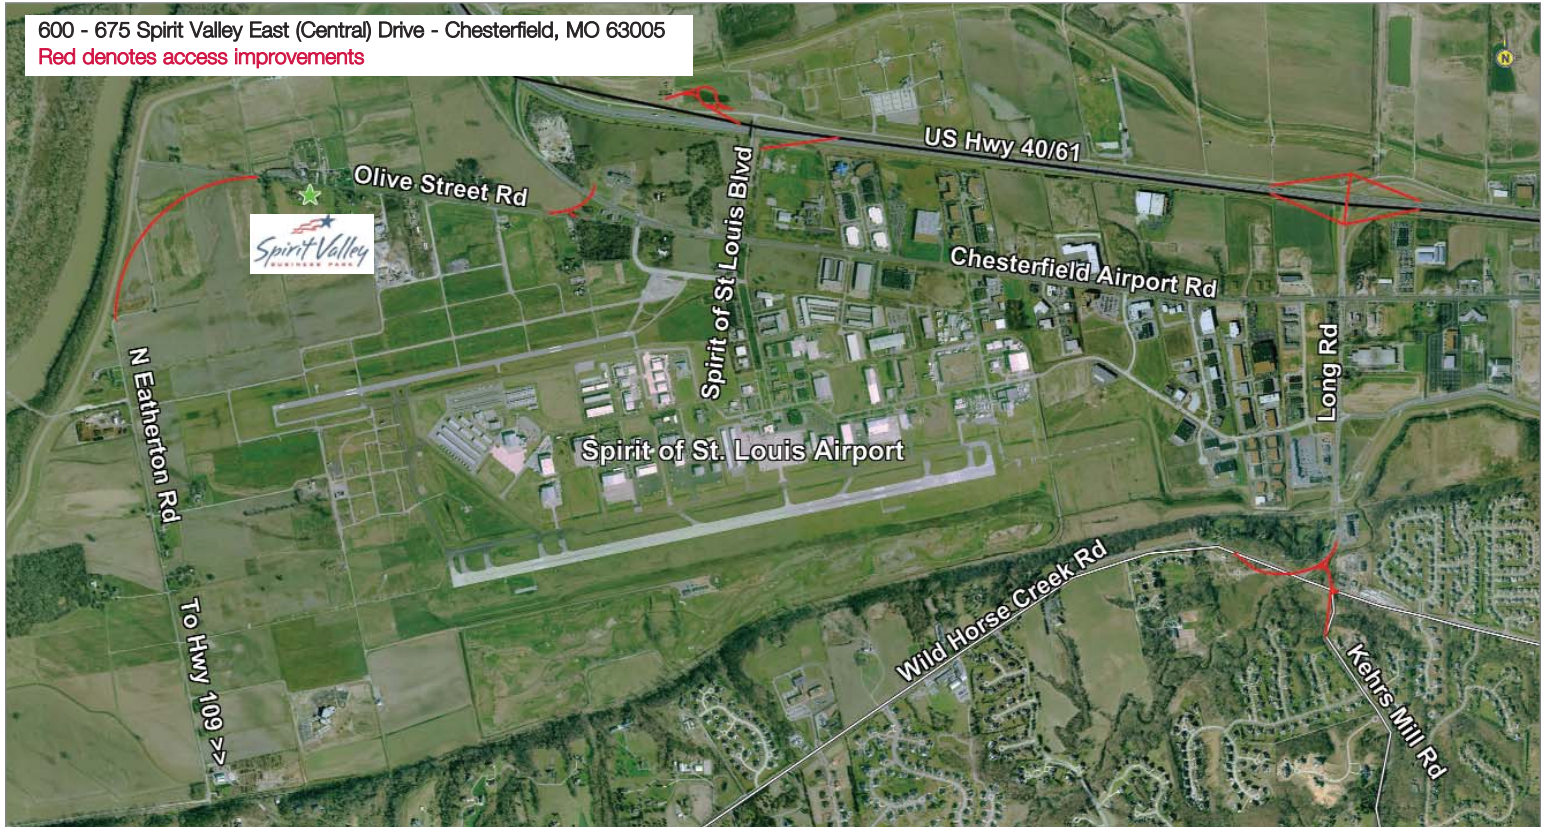 600 - 675 Spirit Valley East (Central) Drive - Chesterfield, MO 63005
Red denotes access improvements
N
US Hwy 40/61
Olive Street Rd
Spirit of St Louis Blvd
Spirit Valley
BUSINESS PARK
Chesterfield Airport Rd
N Eatherton Rd
Long Rd
Spirit of St. Louis Airport
Wild Horse Creek Rd
To Hwy 109 >>
Kehrs Mill Rd